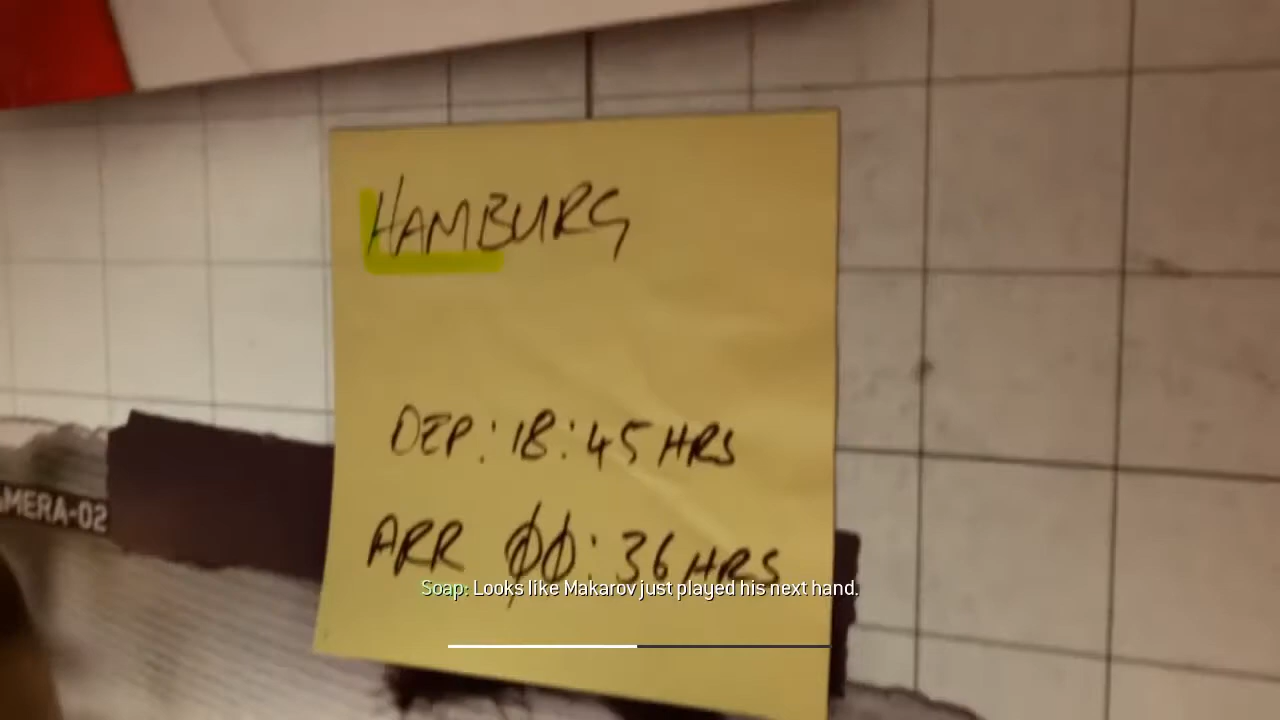 HAMBURG
DEP: 18:45 HRS
ARR 00:36 HRS
AMERA-02
Soap: Looks like Makarov just played his next hand.